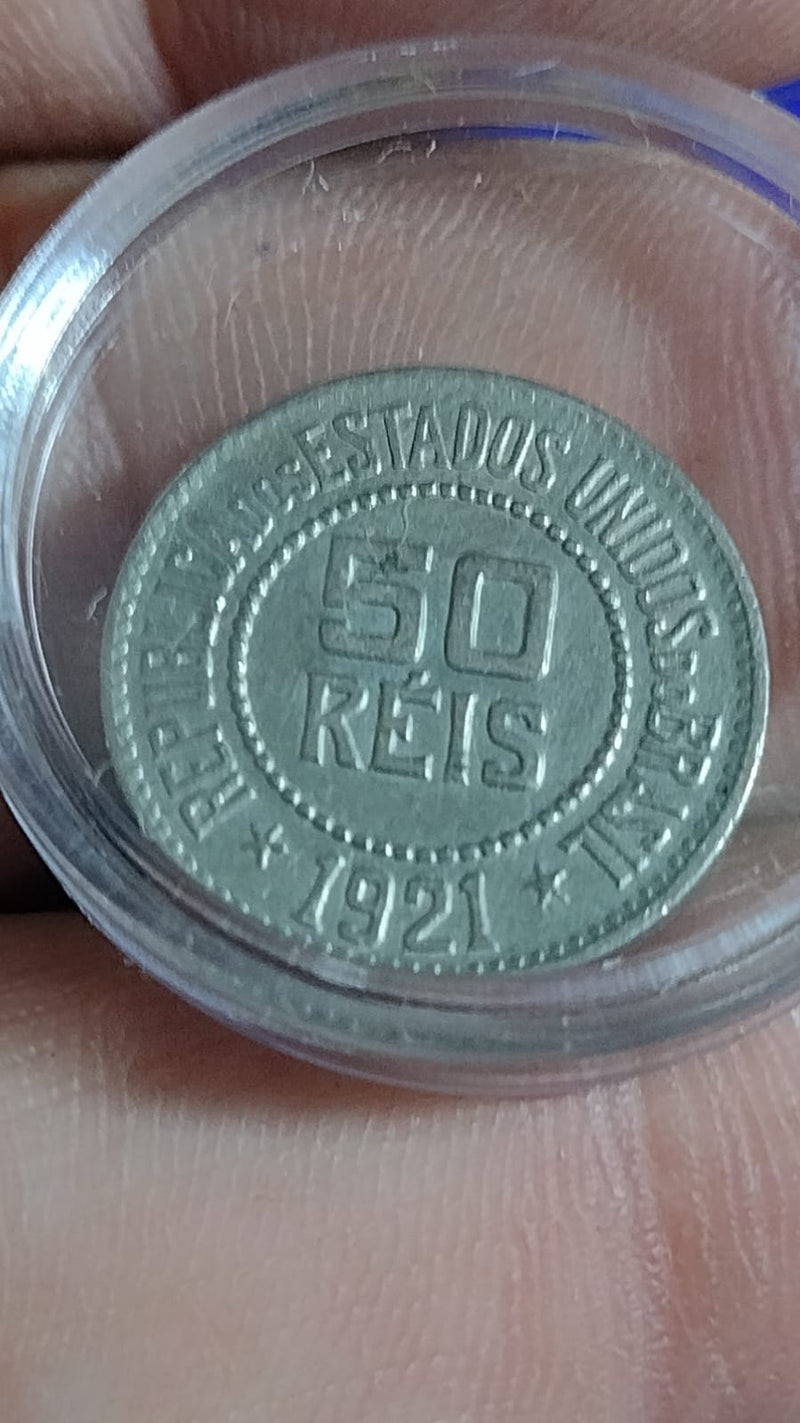 REPUBLICA DOS ESTADOS UNIDOS DO BRASIL
50
RÉIS
★ 1921 ★